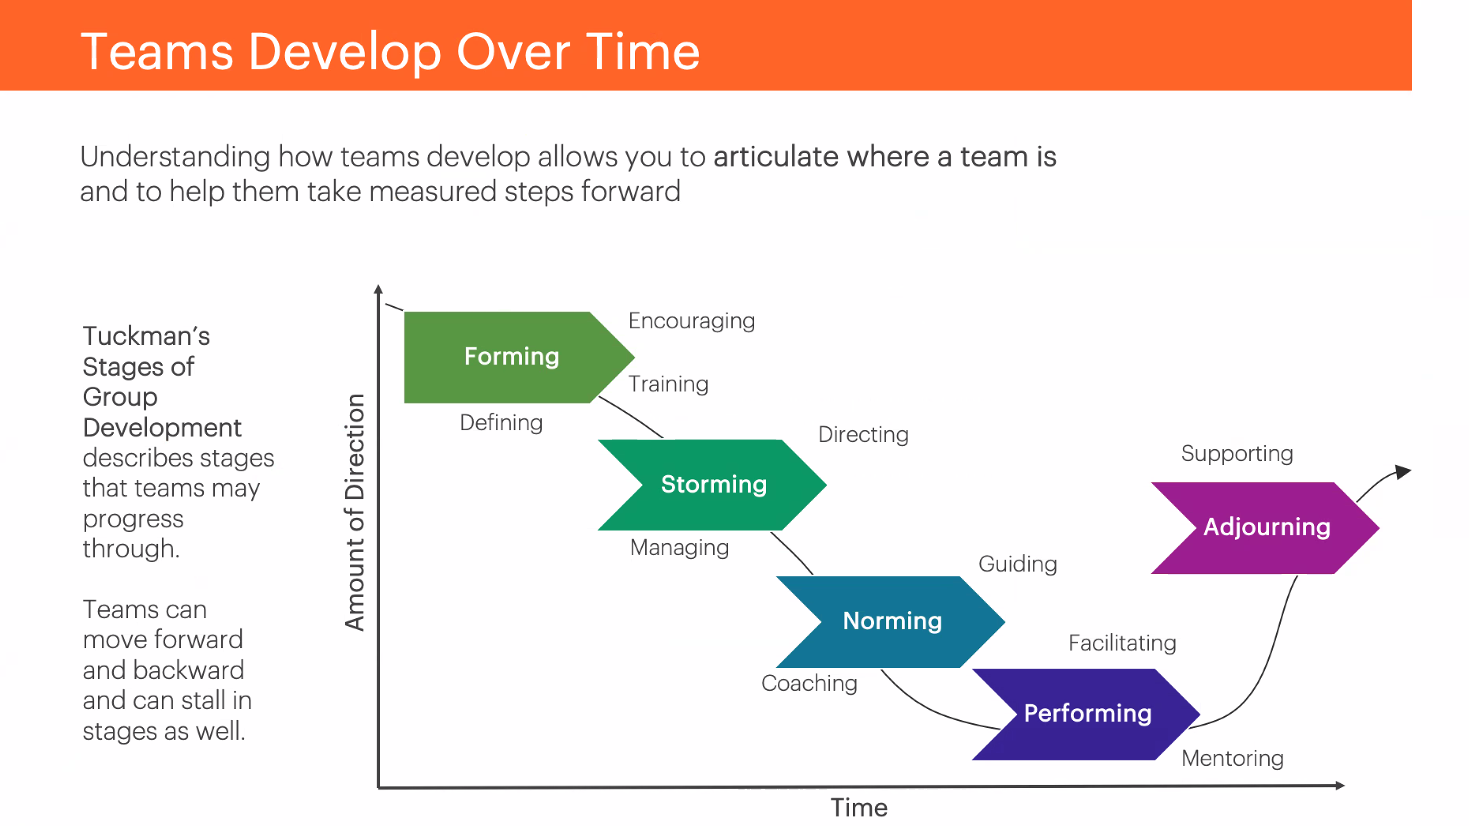 Teams Develop Over Time
Understanding how teams develop allows you to articulate where a team is
and to help them take measured steps forward
Tuckman’s
Stages of
Group
Development
describes stages
that teams may
progress
through.
Teams can
move forward
and backward
and can stall in
stages as well.
Amount of Direction
Forming
Encouraging
Training
Defining
Storming
Directing
Managing
Norming
Guiding
Coaching
Performing
Facilitating
Mentoring
Supporting
Adjourning
Time